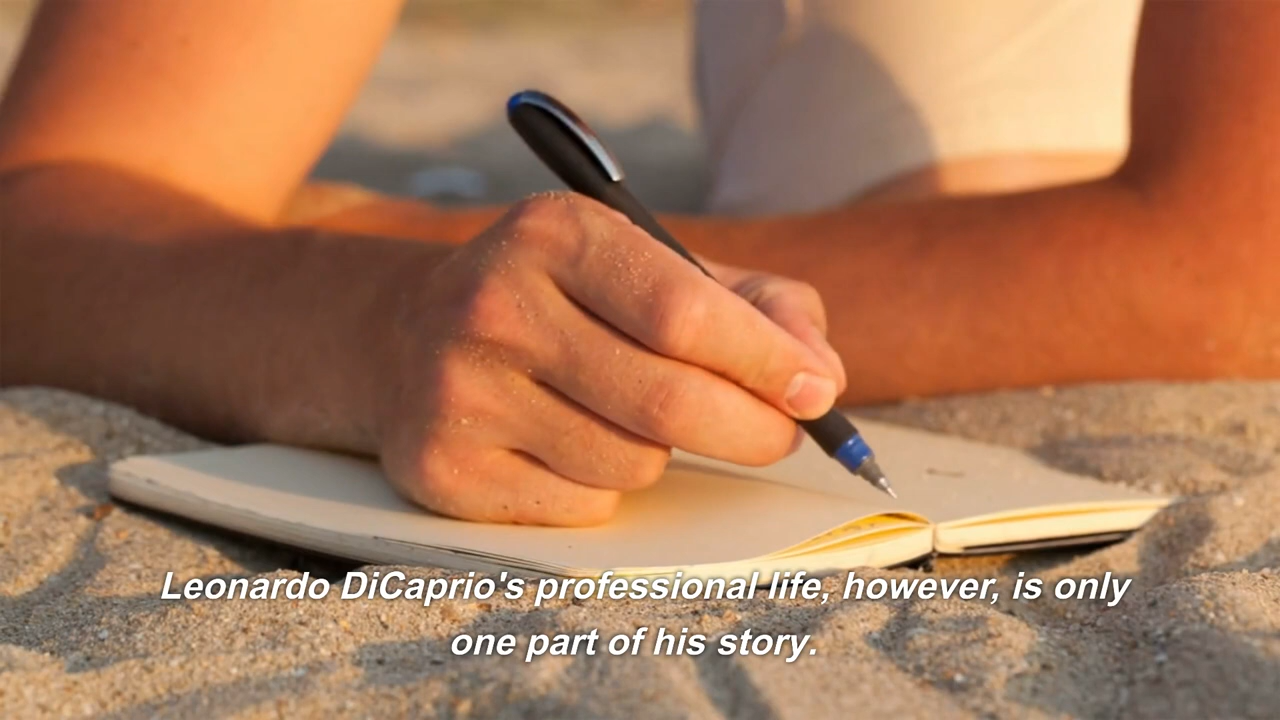 Leonardo DiCaprio's professional life, however, is only
one part of his story.